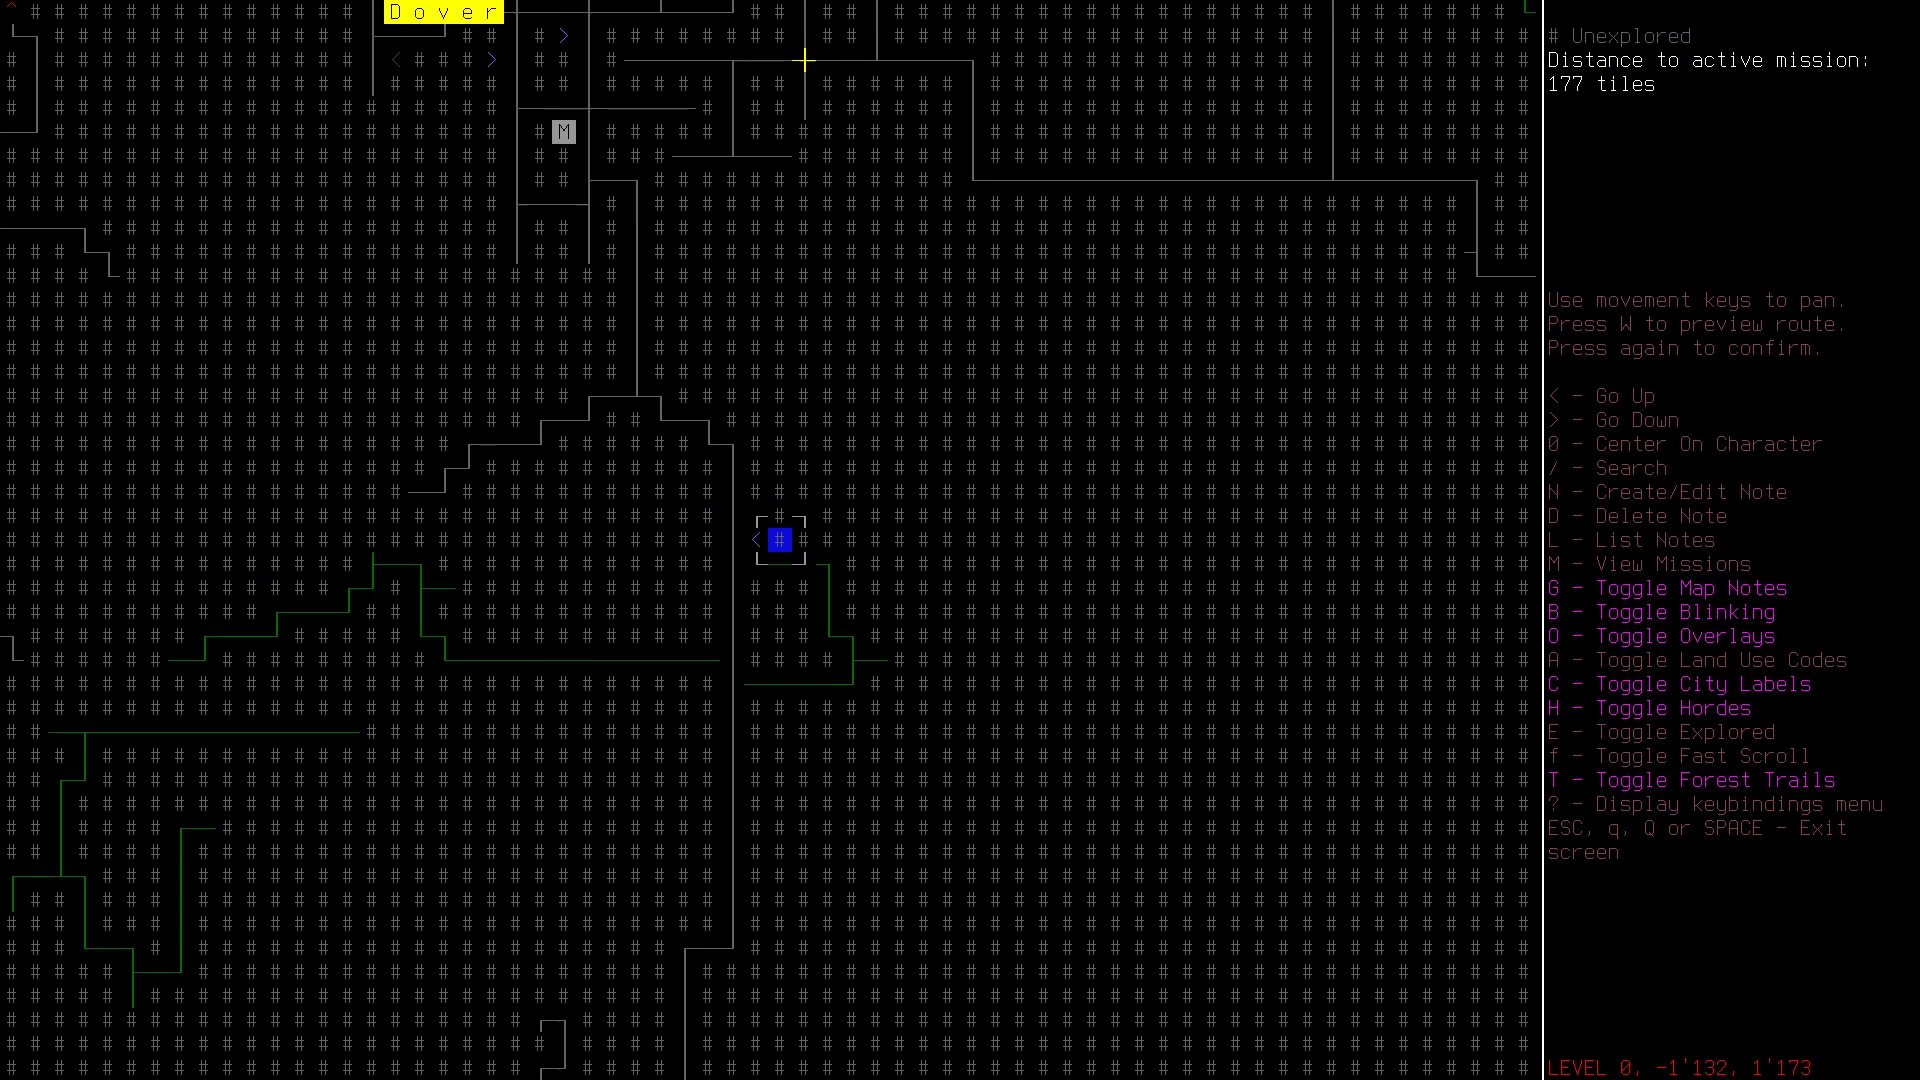 Dover
M
# Unexplored
Distance to active mission:
177 tiles
Use movement keys to pan.
Press W to preview route.
Press again to confirm.
< - Go Up
> - Go Down
0 - Center On Character
/ - Search
N - Create/Edit Note
D - Delete Note
L - List Notes
M - View Missions
G - Toggle Map Notes
B - Toggle Blinking
O - Toggle Overlays
A - Toggle Land Use Codes
C - Toggle City Labels
H - Toggle Hordes
E - Toggle Explored
f - Toggle Fast Scroll
T - Toggle Forest Trails
? - Display keybindings menu
ESC, q, Q or SPACE - Exit
screen
LEVEL 0, -1'132, 1'173